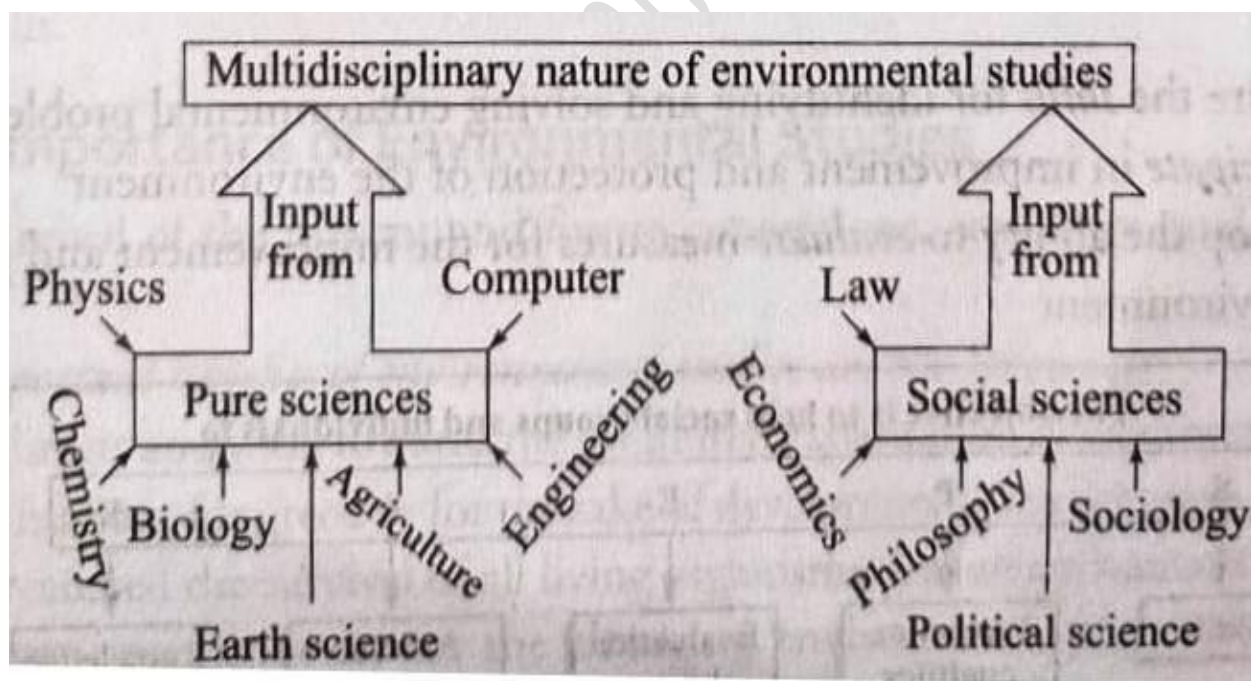 Multidisciplinary nature of environmental studies
Input
from
Input
from
Physics
Computer
Law
Pure sciences
Social sciences
Chemistry
Biology
Agriculture
Engineering
Economics
Philosophy
Sociology
Earth science
Political science